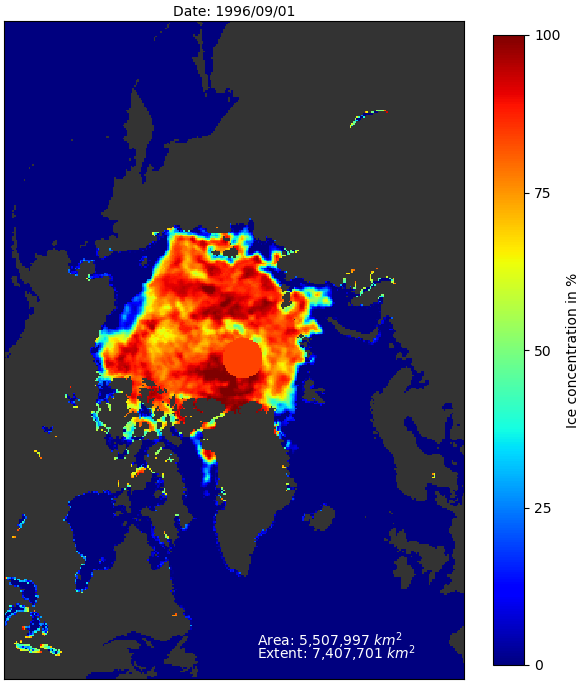 Date: 1996/09/01
100
75
50
25
0
Ice concentration in %
Area: 5,507,997 km²
Extent: 7,407,701 km²